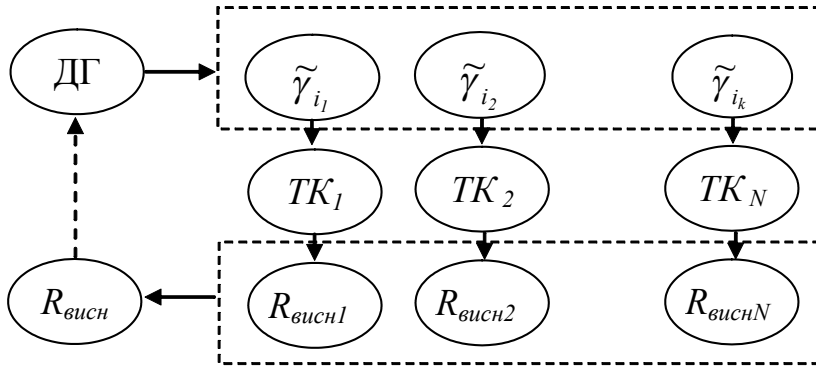 ДГ γ̃i1 γ̃i2 γ̃ik
ТК1 ТК2 ТКN
Rвисн Rвисн1 Rвисн2 RвиснN